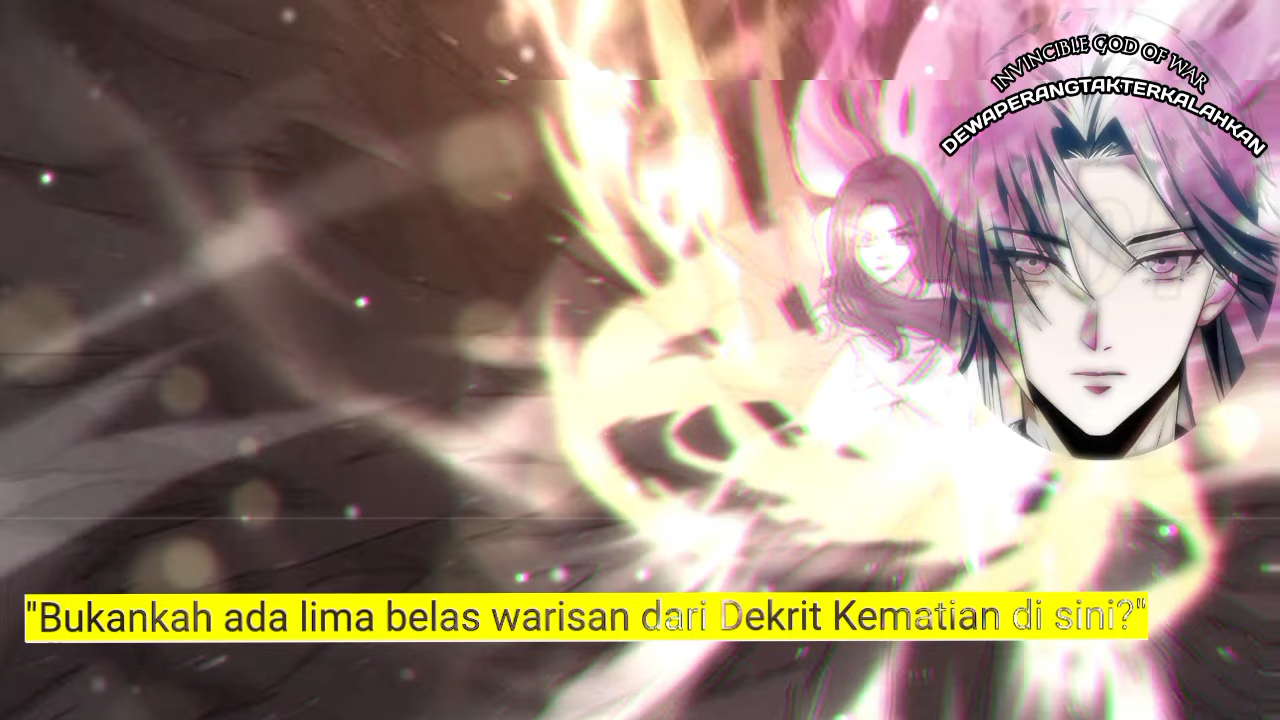 INVINCIBLE GOD OF WAR
DEWAPERANGTAKTERKALAHKAN
"Bukankah ada lima belas warisan dari Dekrit Kematian di sini?"